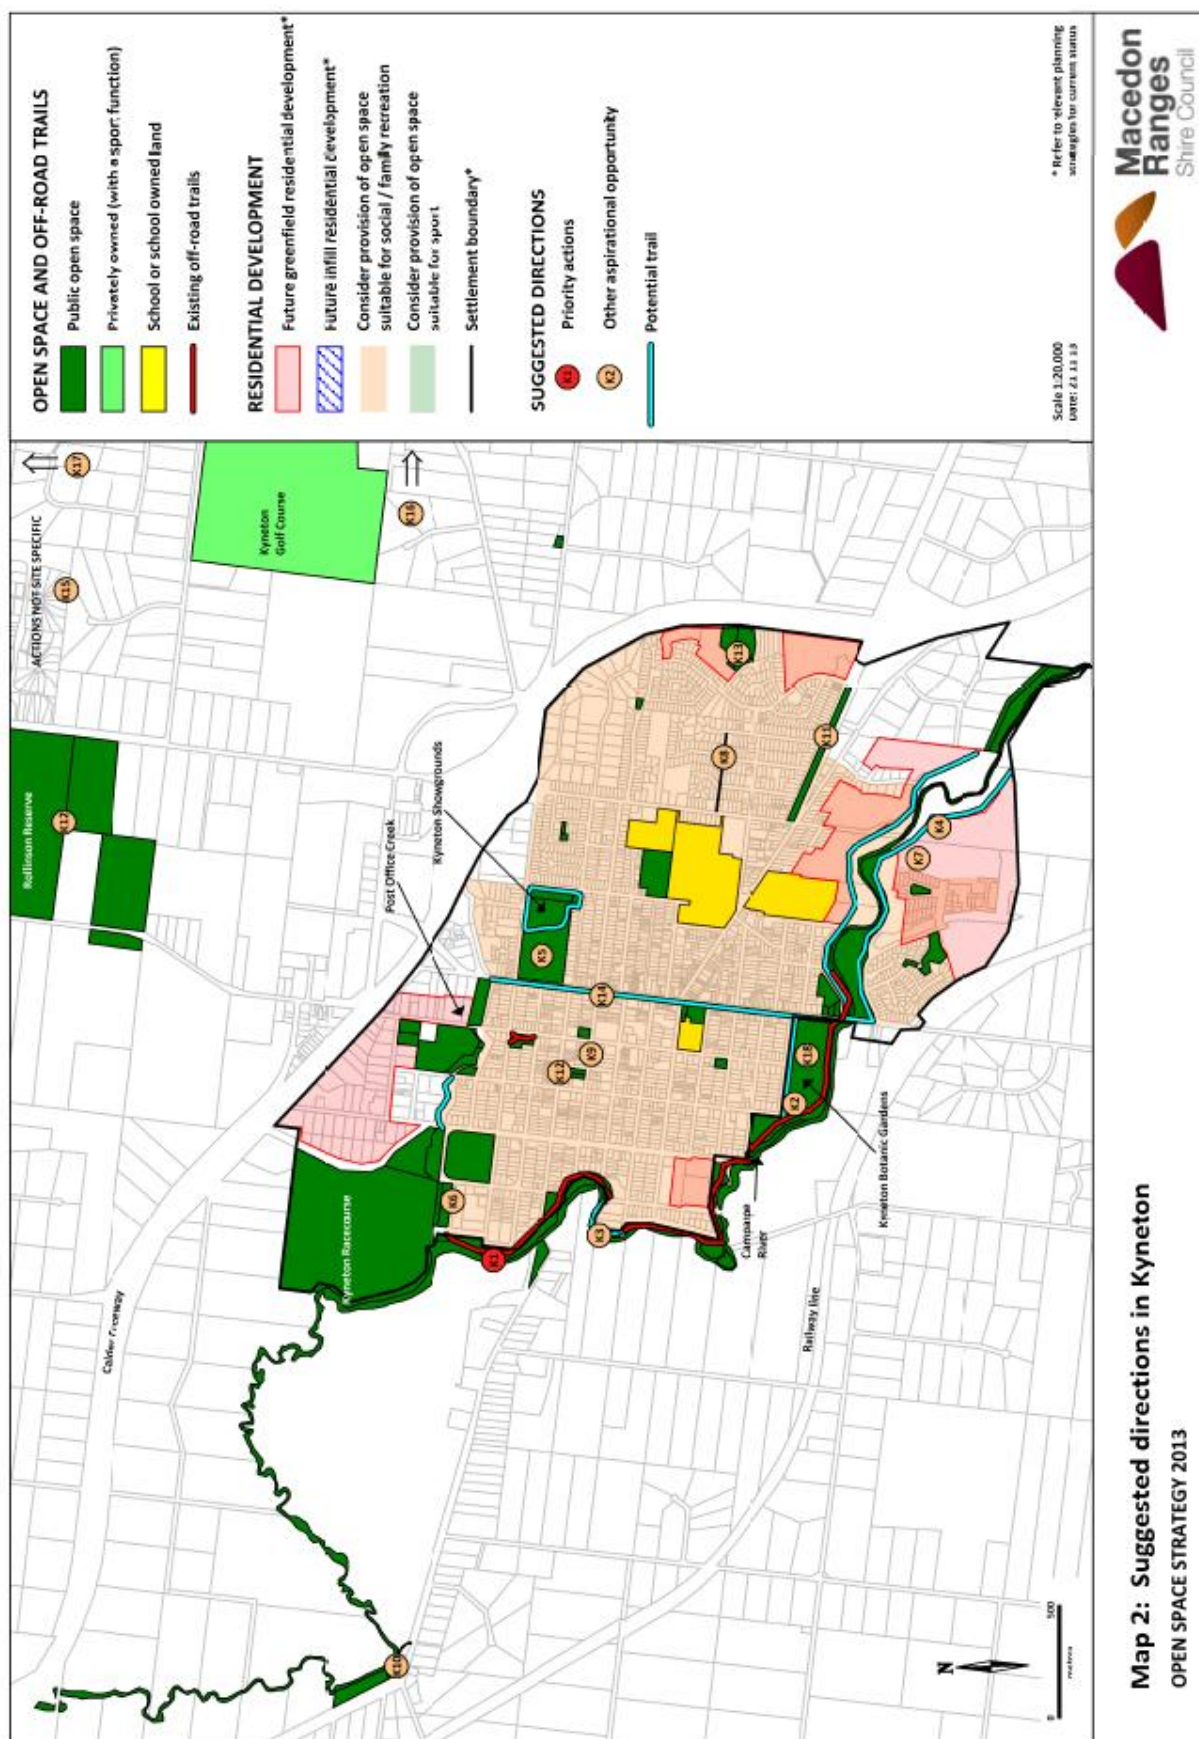 OPEN SPACE AND OFF-ROAD TRAILS
Public open space
Privately owned (with a sport function)
School or school owned land
Existing off-road trails
RESIDENTIAL DEVELOPMENT
Future greenfield residential development*
Future infill residential development*
Consider provision of open space
suitable for social / family recreation
Consider provision of open space
suitable for sport
Settlement boundary*
SUGGESTED DIRECTIONS
K1
Priority actions
K2
Other aspirational opportunity
Potential trail
Scale 1:20,000
* Refer to relevant planning
strategies for current status
ACTIONS NOT SITE SPECIFIC
K15
K17
Kyneton
Golf Course
K16
Rollinson Reserve
K12
Post Office Creek
Kyneton Showgrounds
Calder Freeway
Kyneton Racecourse
K6
K1
K5
K14
K12
K9
K3
K13
K8
K11
K4
K7
K18
K2
Campaspe
River
Kyneton Botanic Gardens
Railway line
K10
N
0
500
metres
Map 2: Suggested directions in Kyneton
OPEN SPACE STRATEGY 2013
Macedon
Ranges
Shire Council